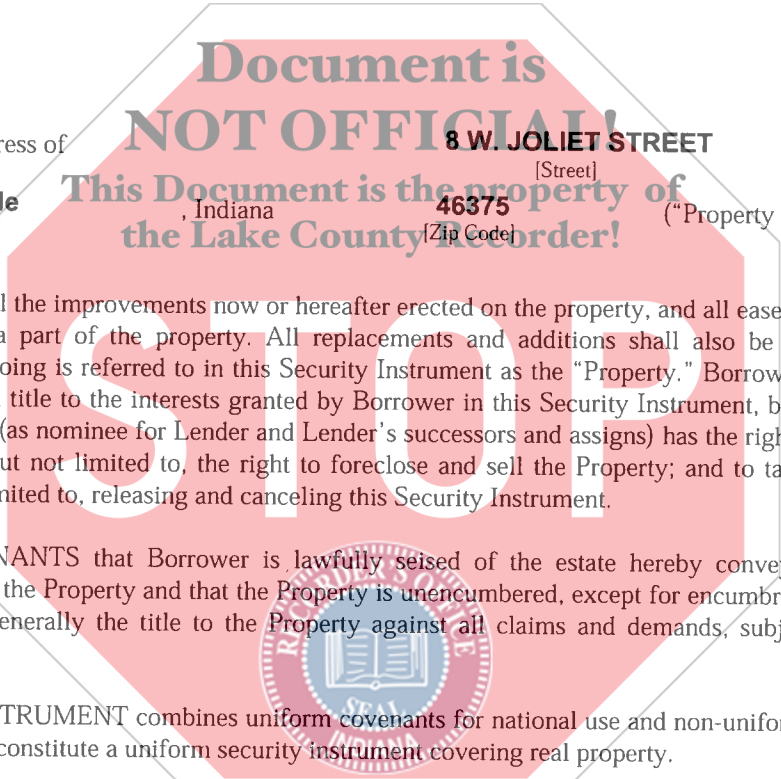 Document is
NOT OFFICIAL!
This Document is the property of
the Lake County Recorder!
ress of 8 W. JOLIET STREET
[Street]
le , Indiana 46375 (“Property
[Zip Code]
l the improvements now or hereafter erected on the property, and all ease
a part of the property. All replacements and additions shall also be
oing is referred to in this Security Instrument as the “Property.” Borrow
title to the interests granted by Borrower in this Security Instrument, b
(as nominee for Lender and Lender’s successors and assigns) has the righ
ut not limited to, the right to foreclose and sell the Property; and to ta
mited to, releasing and canceling this Security Instrument.
STOP
NANTS that Borrower is lawfully seised of the estate hereby conve
the Property and that the Property is unencumbered, except for encumbr
enerally the title to the Property against all claims and demands, subj
RECORDER'S OFFICE
SEAL
INDIANA
TRUMENT combines uniform covenants for national use and non-unifor
constitute a uniform security instrument covering real property.